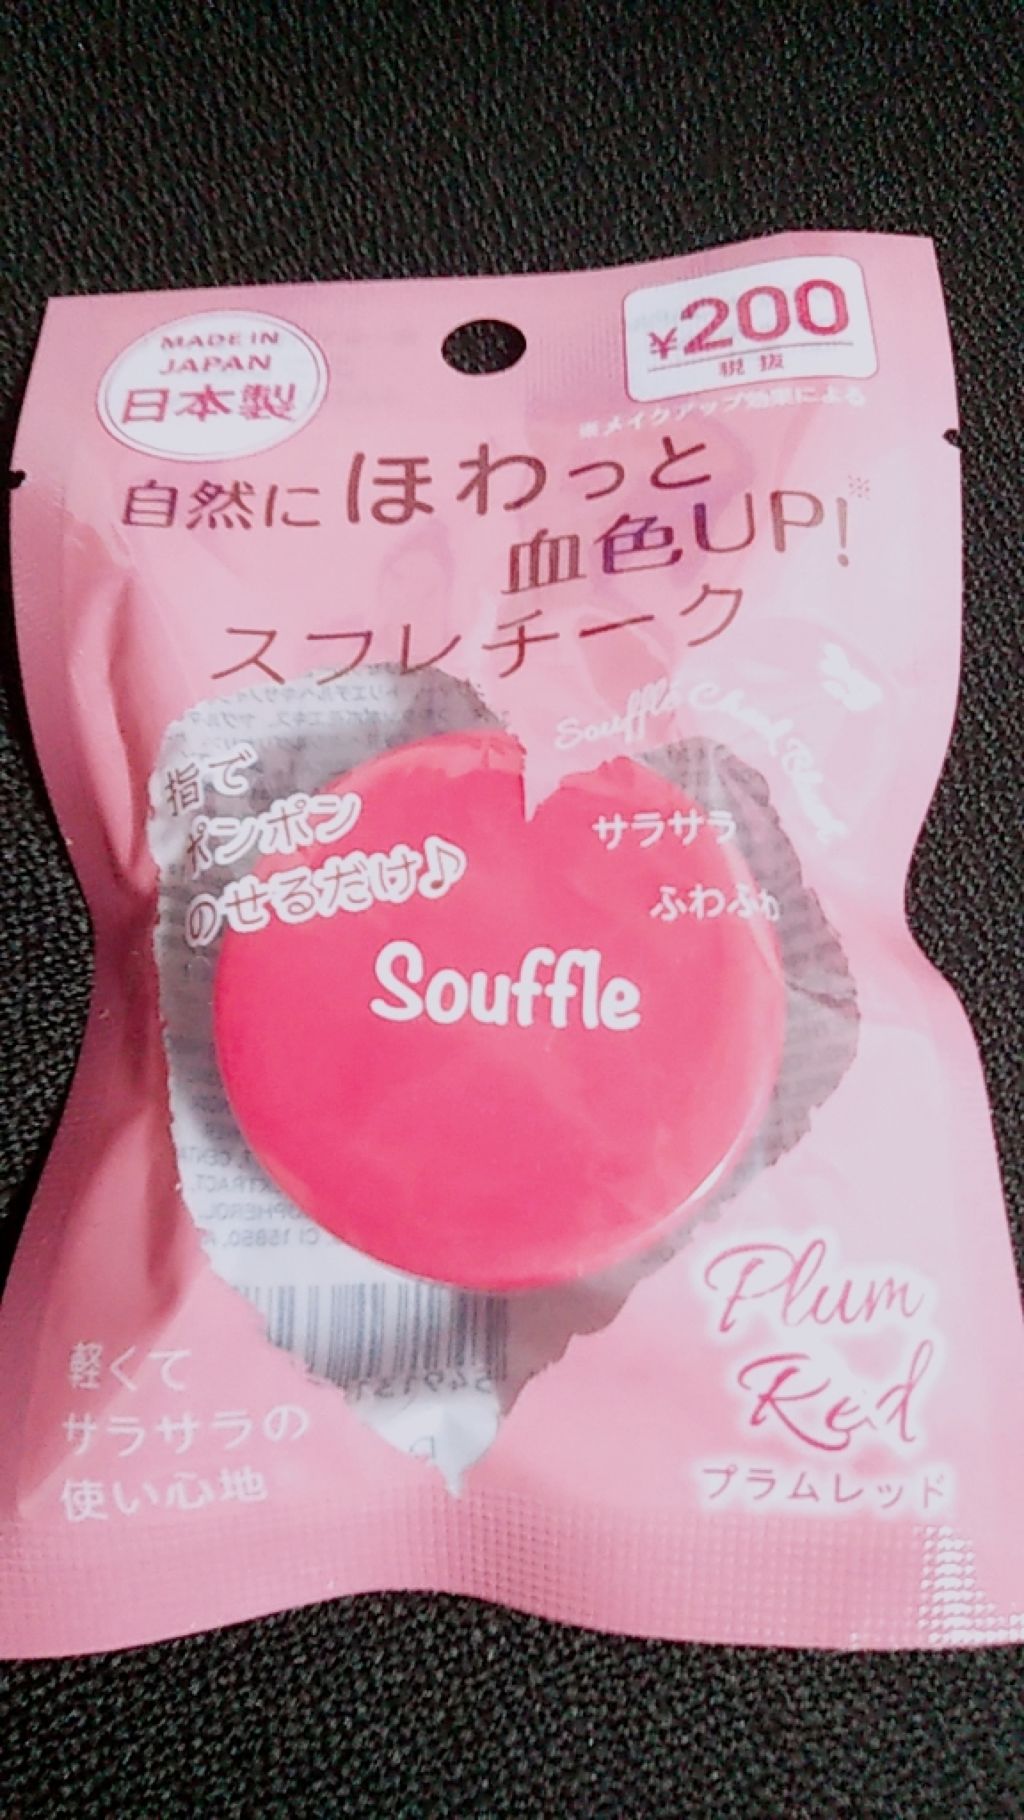 MADE IN
JAPAN
日本製
¥200
税抜
※メイクアップ効果による
自然にほわっと
血色UP!※
スフレチーク
Souffle Cheek Blush
指で
ポンポン
のせるだけ♪
サラサラ
ふわふわ
Souffle
軽くて
サラサラの
使い心地
Plum
Red
プラムレッド